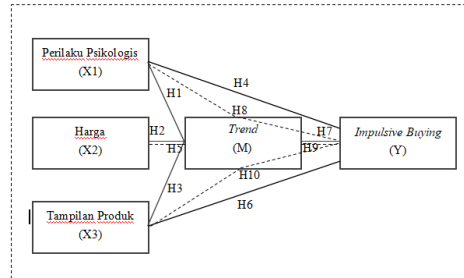 Perilaku Psikologis
(X1)
H4
H1
H8
Harga
(X2)
H2
H5
Trend
(M)
H7
H9
Impulsive Buying
(Y)
H10
H3
H6
Tampilan Produk
(X3)